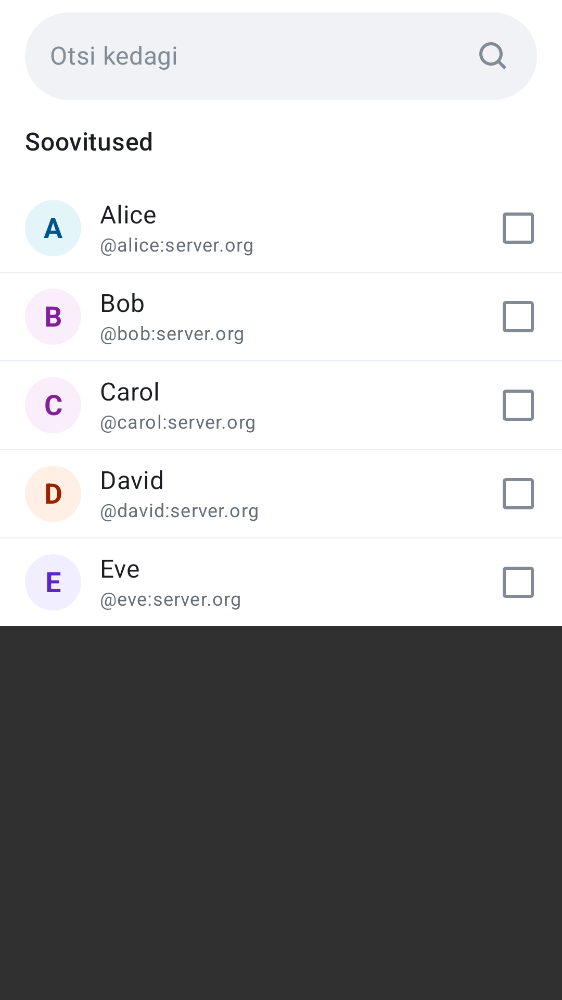 Otsi kedagi
Soovitused
A
Alice
@alice:server.org
B
Bob
@bob:server.org
C
Carol
@carol:server.org
D
David
@david:server.org
E
Eve
@eve:server.org